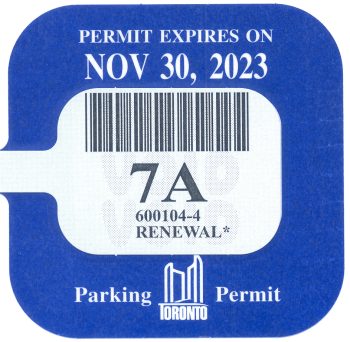 PERMIT EXPIRES ON
NOV 30, 2023
7A
600104-4
RENEWAL*
Parking TORONTO Permit